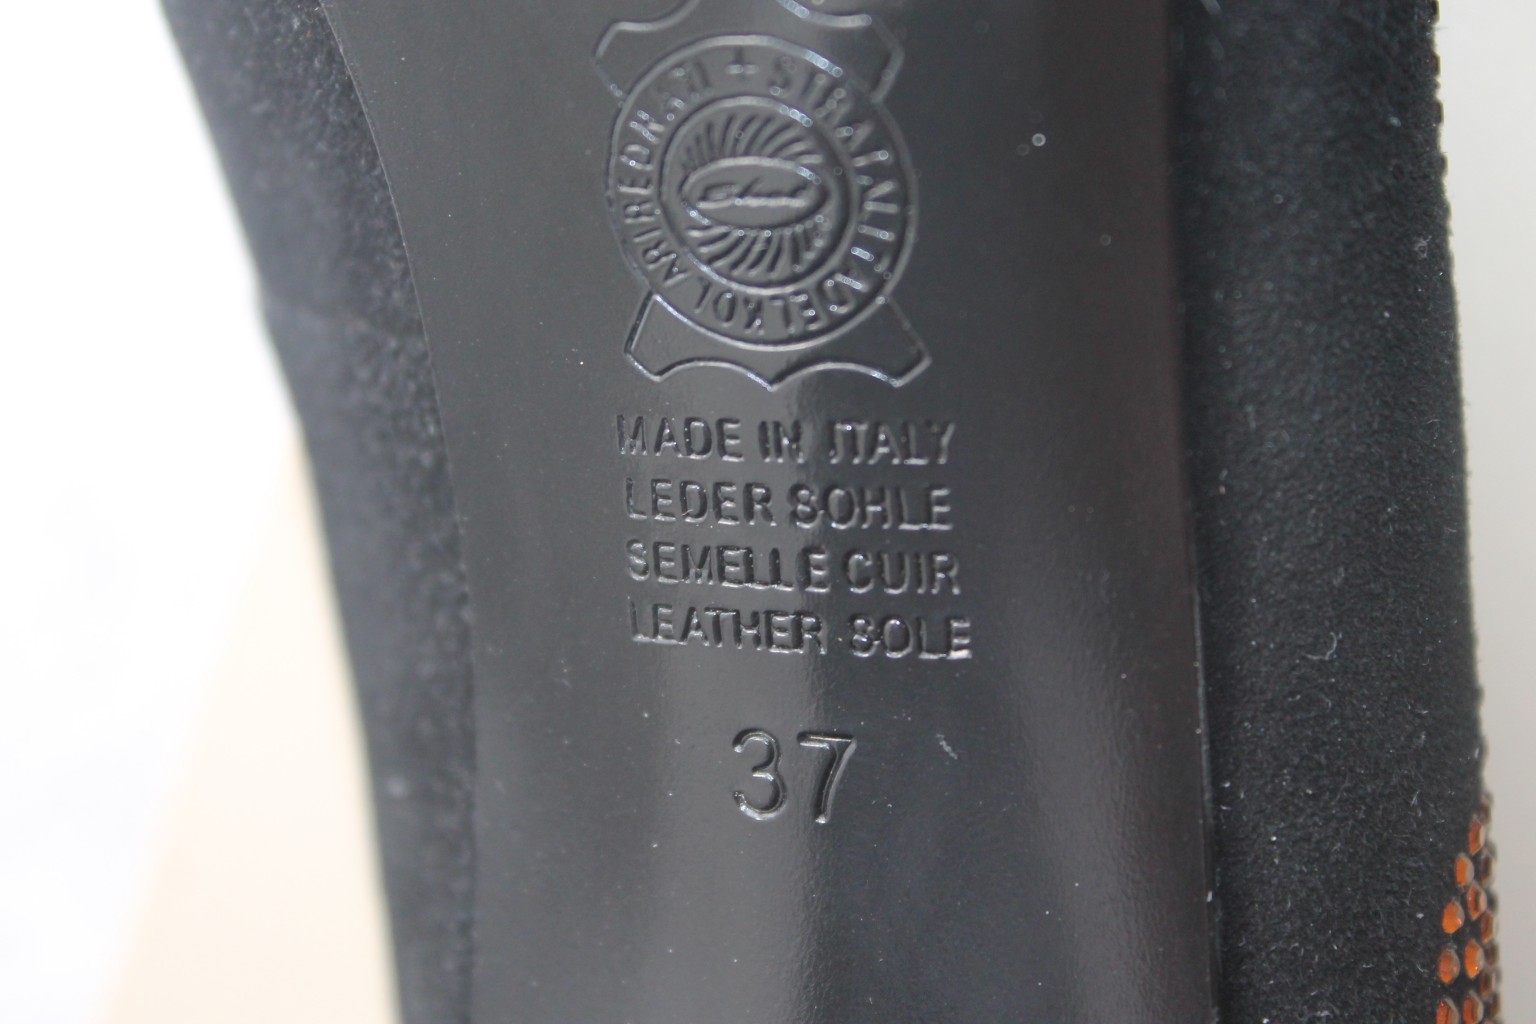 MADE IN ITALY
LEDER SOHLE
SEMELLE CUIR
LEATHER SOLE
37